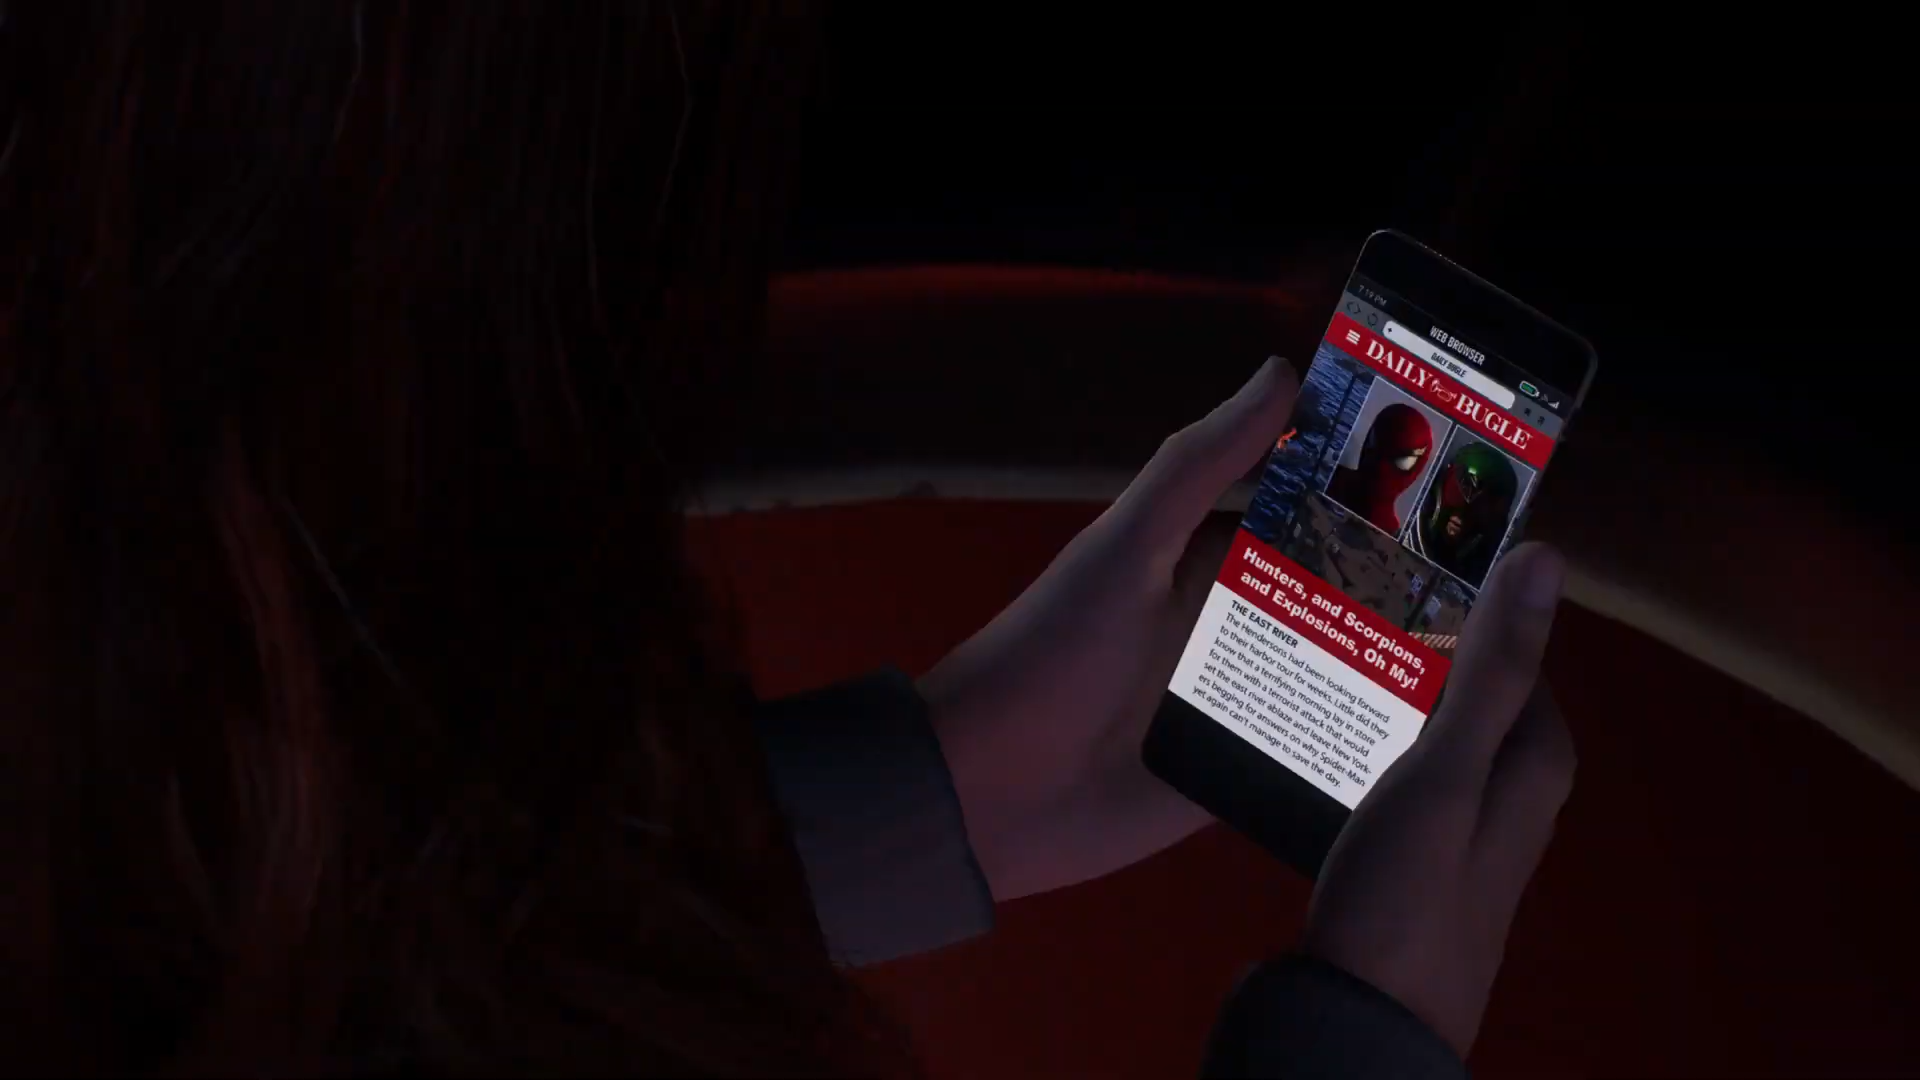 7:19 PM
WEB BROWSER
DAILY BUGLE
DAILY BUGLE
Hunters, and Scorpions,
and Explosions, Oh My!
THE EAST RIVER
The Hendersons had been looking forward
to their harbor tour for weeks. Little did they
know that a terrifying morning lay in store
for them with a terrorist attack that would
set the east river ablaze and leave New York-
ers begging for answers on why Spider-Man
yet again can't manage to save the day.